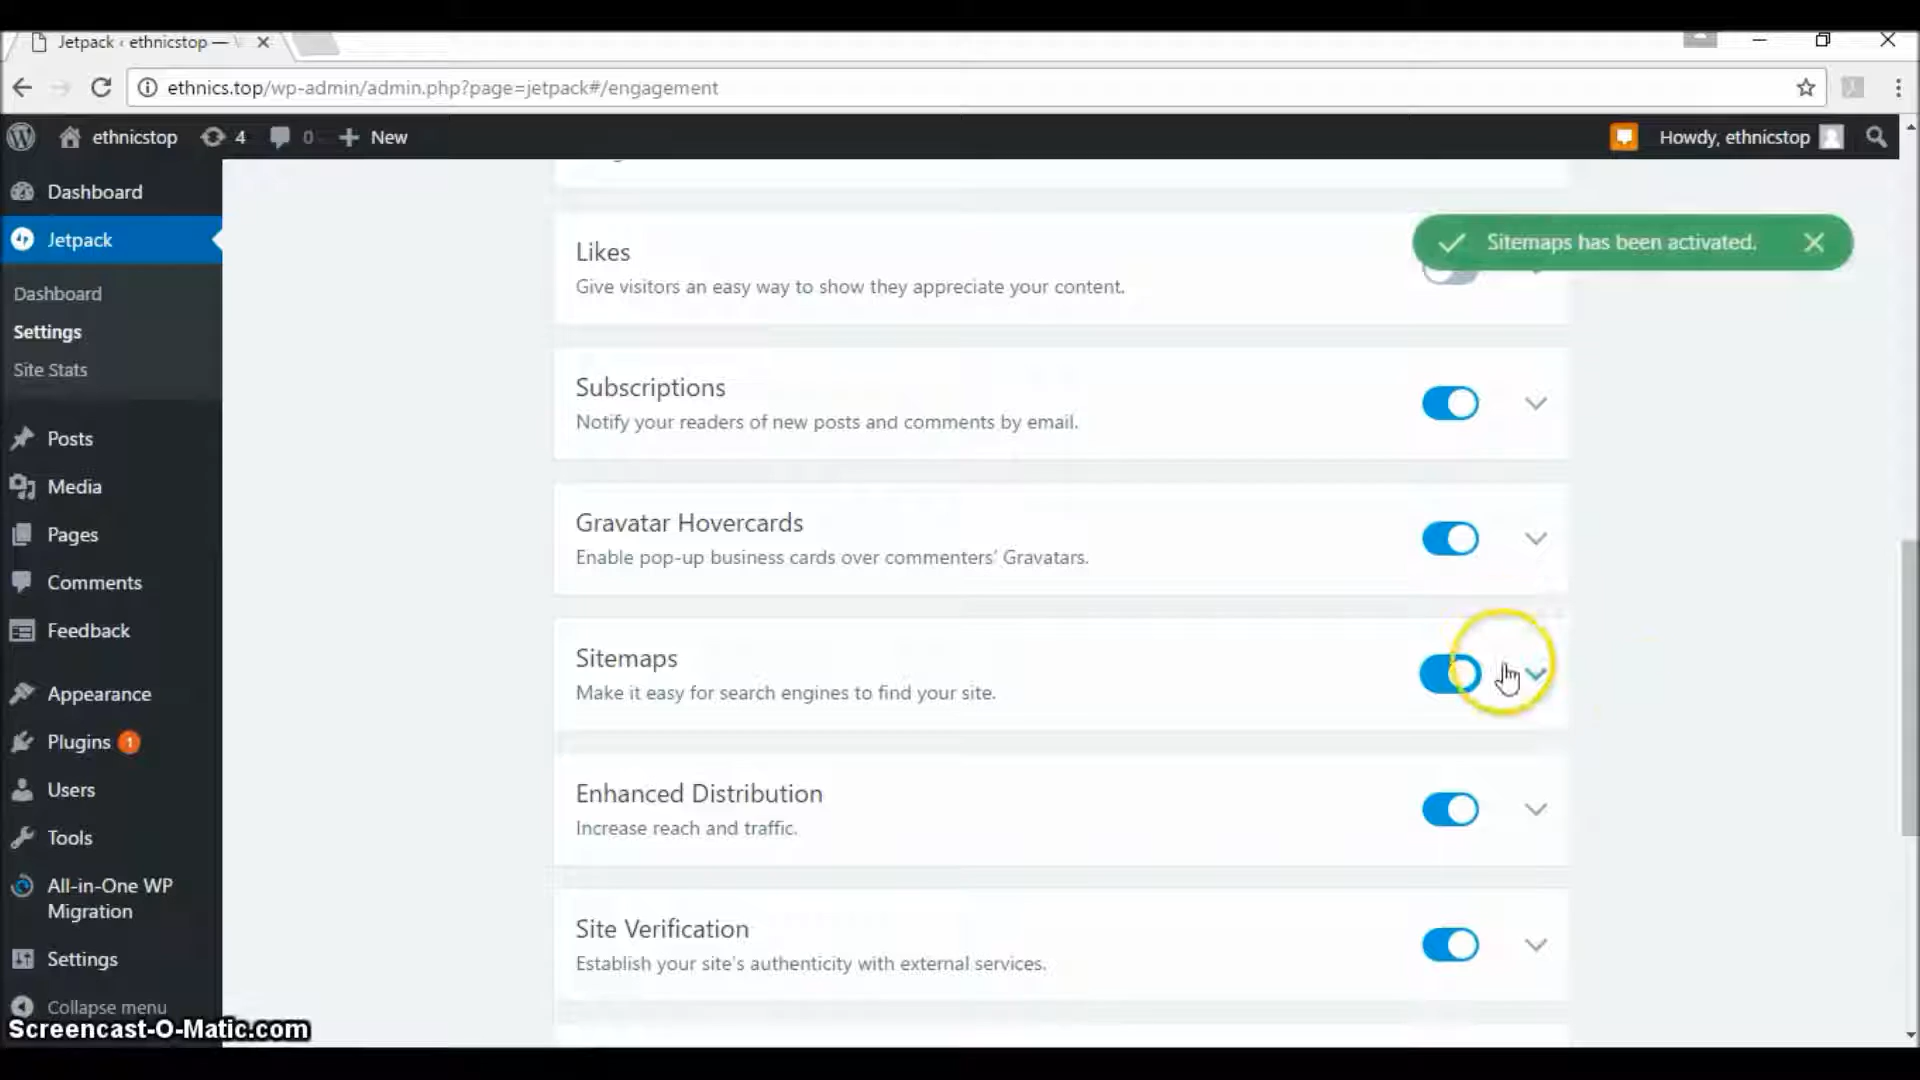 Jetpack ‹ ethnicstop —
ethnics.top/wp-admin/admin.php?page=jetpack#/engagement
ethnicstop 4 0 New Howdy, ethnicstop
Dashboard
Jetpack
Dashboard
Settings
Site Stats
Posts
Media
Pages
Comments
Feedback
Appearance
Plugins 1
Users
Tools
All-in-One WP
Migration
Settings
Collapse menu
Sitemaps has been activated.
Likes
Give visitors an easy way to show they appreciate your content.
Subscriptions
Notify your readers of new posts and comments by email.
Gravatar Hovercards
Enable pop-up business cards over commenters' Gravatars.
Sitemaps
Make it easy for search engines to find your site.
Enhanced Distribution
Increase reach and traffic.
Site Verification
Establish your site's authenticity with external services.
Screencast-O-Matic.com